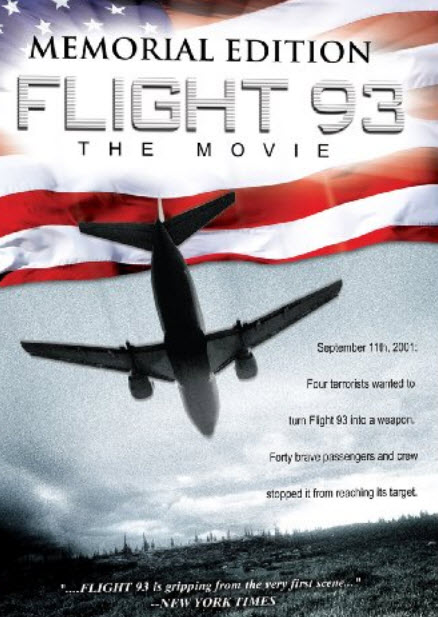 MEMORIAL EDITION
FLIGHT 93
THE MOVIE
September 11th, 2001:
Four terrorists wanted to
turn Flight 93 into a weapon.
Forty brave passengers and crew
stopped it from reaching its target.
"....FLIGHT 93 is gripping from the very first scene..."
--NEW YORK TIMES